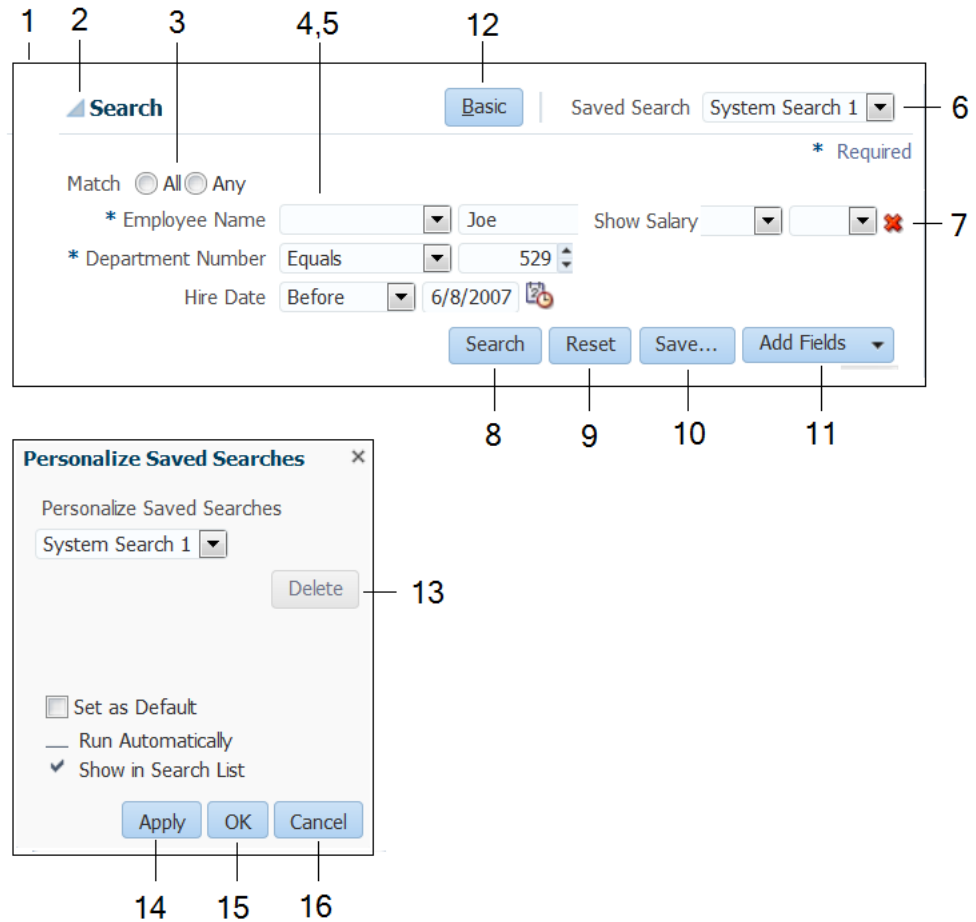 1 2 3 4,5 12
Search Basic Saved Search System Search 1 6
* Required
Match All Any
* Employee Name Joe Show Salary 7
* Department Number Equals 529
Hire Date Before 6/8/2007
Search Reset Save... Add Fields
8 9 10 11
Personalize Saved Searches ×
Personalize Saved Searches
System Search 1
Delete 13
Set as Default
Run Automatically
Show in Search List
Apply OK Cancel
14 15 16